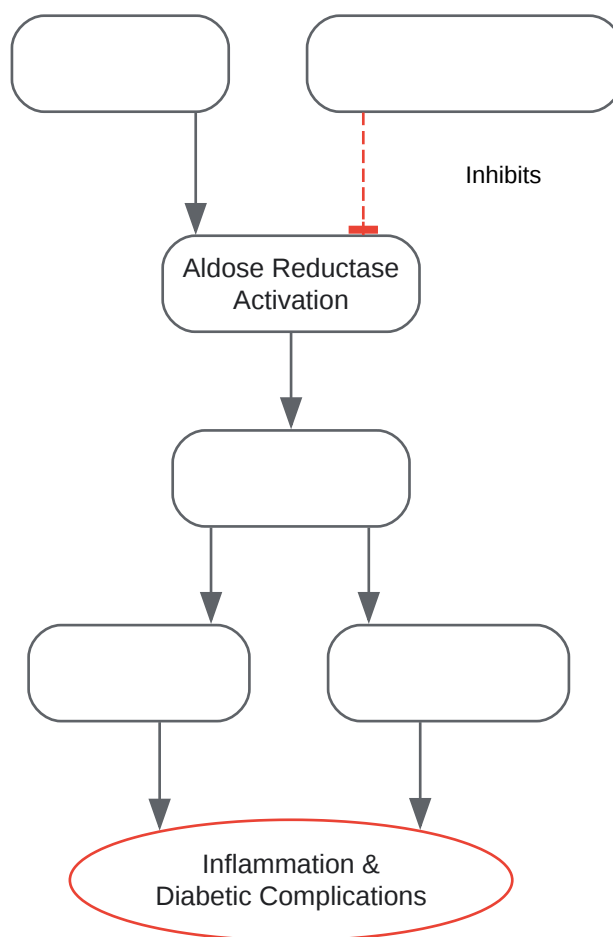 Inhibits
Aldose Reductase
Activation
Inflammation &
Diabetic Complications